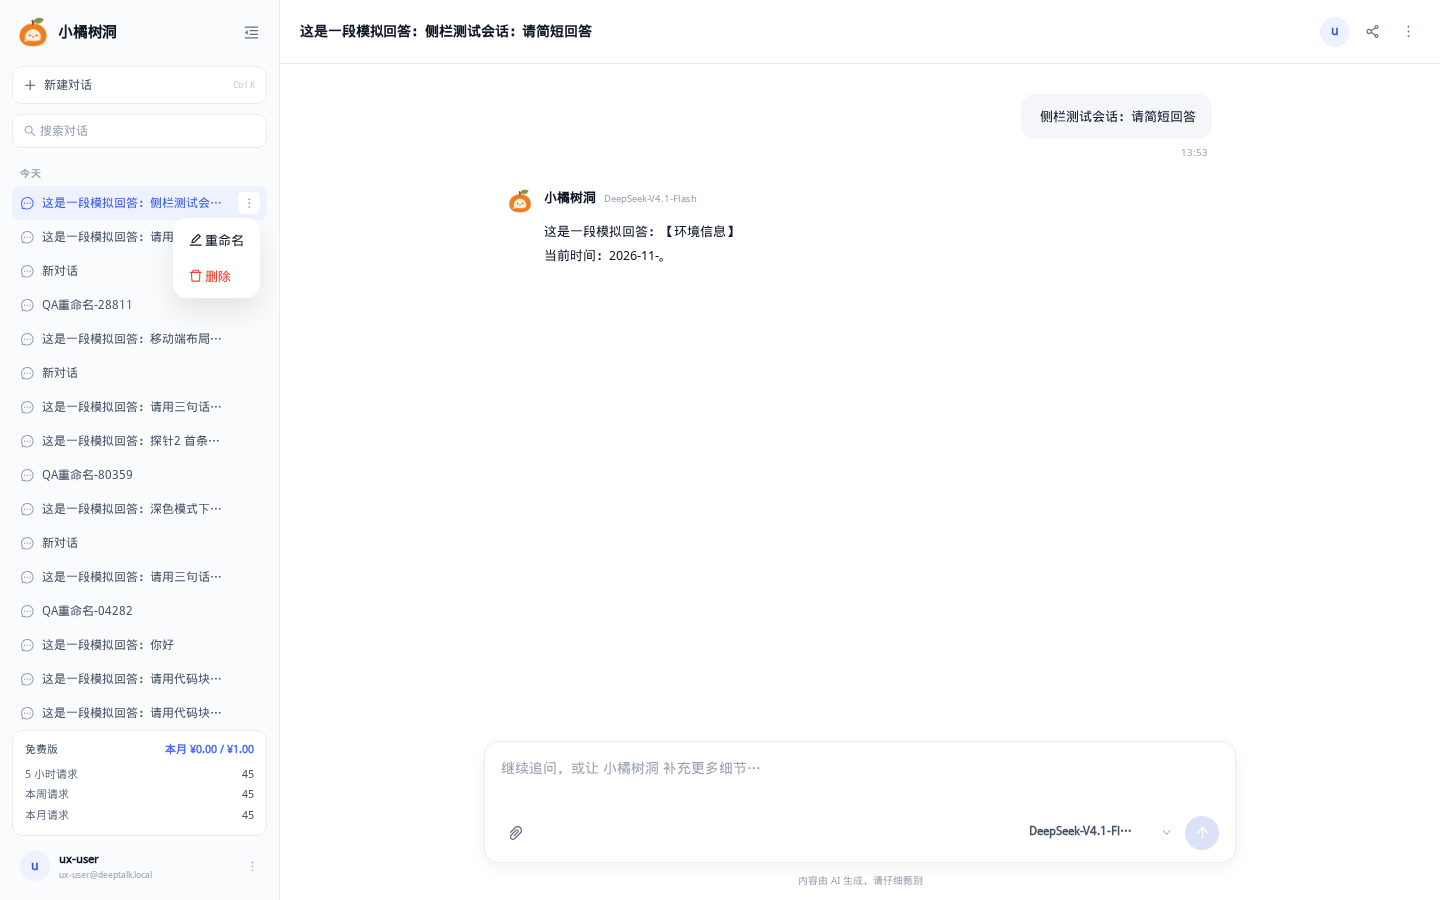 小橘树洞
新建对话
Ctrl K
搜索对话
今天
这是一段模拟回答：侧栏测试会…
这是一段模拟回答：请用
重命名
删除
新对话
QA重命名-28811
这是一段模拟回答：移动端布局…
新对话
这是一段模拟回答：请用三句话…
这是一段模拟回答：探针2 首条…
QA重命名-80359
这是一段模拟回答：深色模式下…
新对话
这是一段模拟回答：请用三句话…
QA重命名-04282
这是一段模拟回答：你好
这是一段模拟回答：请用代码块…
这是一段模拟回答：请用代码块…
免费版 本月 ¥0.00 / ¥1.00
5 小时请求 45
本周请求 45
本月请求 45
u
ux-user
ux-user@deeptalk.local
这是一段模拟回答：侧栏测试会话：请简短回答
u
侧栏测试会话：请简短回答
13:53
小橘树洞 DeepSeek-V4.1-Flash
这是一段模拟回答：【环境信息】
当前时间：2026-11-。
继续追问，或让 小橘树洞 补充更多细节…
DeepSeek-V4.1-Fl…
内容由 AI 生成，请仔细甄别